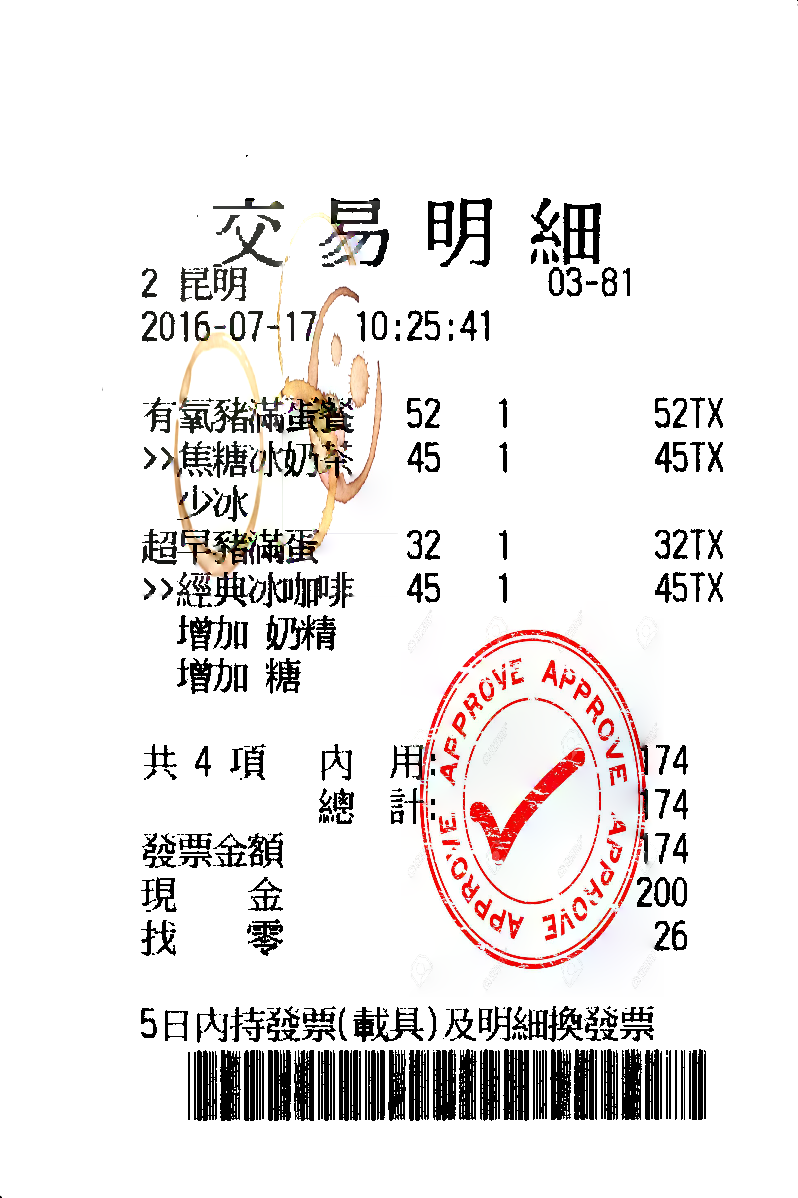 交易明細
2 昆明 03-81
2016-07-17 10:25:41
有氧豬滿蛋餐 52 1 52TX
>>焦糖冰奶茶 45 1 45TX
少冰
超早豬滿蛋 32 1 32TX
>>經典冰咖啡 45 1 45TX
增加 奶精
增加 糖
共 4 項 內 用: 174
總 計: 174
發票金額 174
現 金 200
找 零 26
APPROVE APPROVE APPROVE APPROVE
5日內持發票(載具)及明細換發票